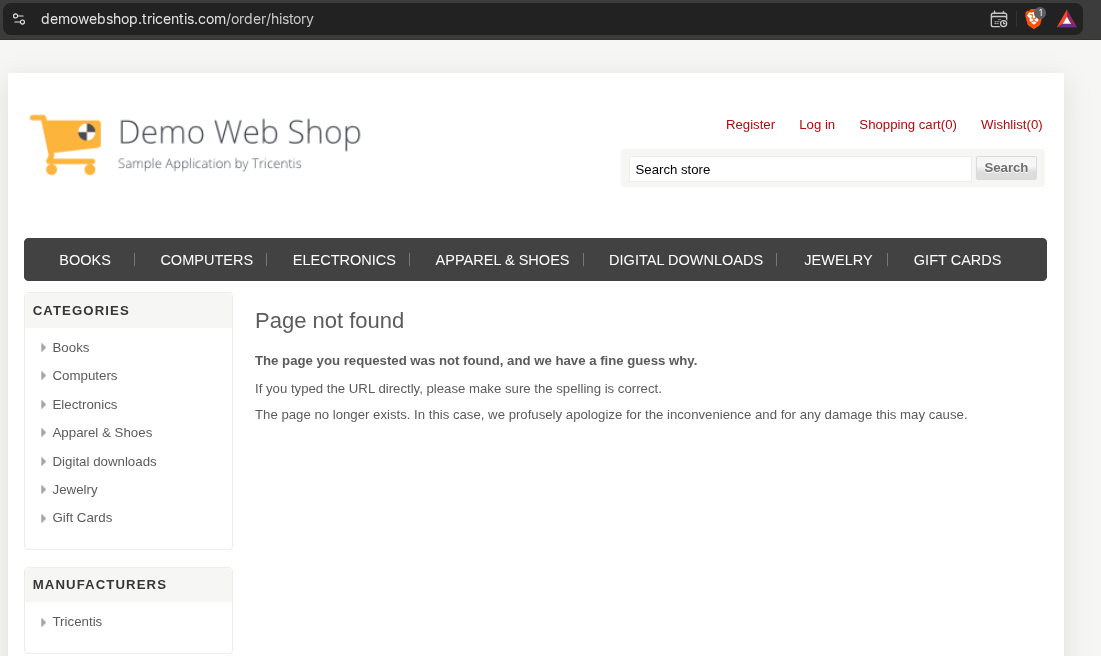 demowebshop.tricentis.com/order/history
1
Demo Web Shop
Sample Application by Tricentis
Register Log in Shopping cart(0) Wishlist(0)
Search store Search
BOOKS COMPUTERS ELECTRONICS APPAREL & SHOES DIGITAL DOWNLOADS JEWELRY GIFT CARDS
CATEGORIES
Books
Computers
Electronics
Apparel & Shoes
Digital downloads
Jewelry
Gift Cards
MANUFACTURERS
Tricentis
Page not found
The page you requested was not found, and we have a fine guess why.
If you typed the URL directly, please make sure the spelling is correct.
The page no longer exists. In this case, we profusely apologize for the inconvenience and for any damage this may cause.